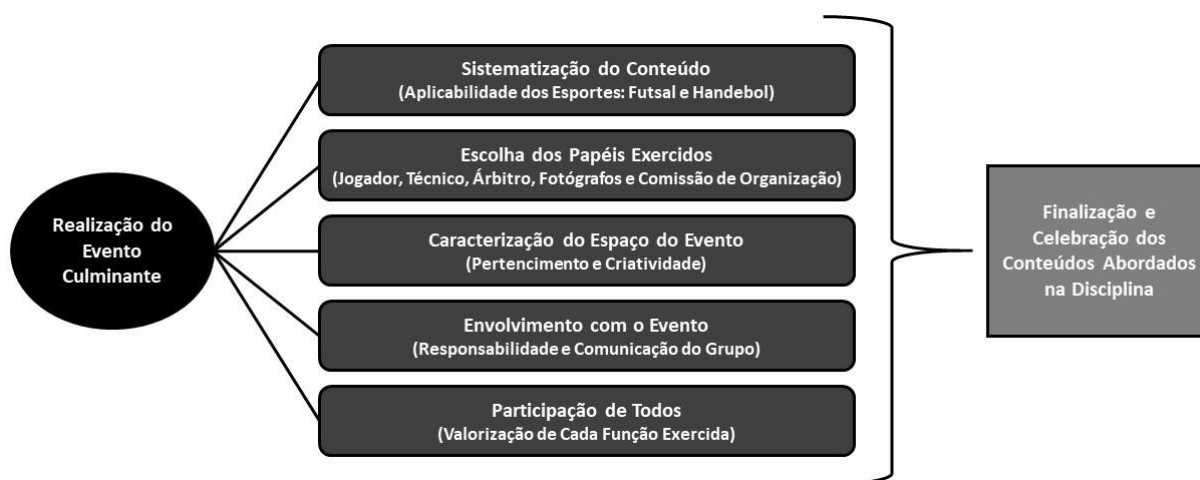 Realização do
Evento
Culminante
Sistematização do Conteúdo
(Aplicabilidade dos Esportes: Futsal e Handebol)
Escolha dos Papéis Exercidos
(Jogador, Técnico, Árbitro, Fotógrafos e Comissão de Organização)
Caracterização do Espaço do Evento
(Pertencimento e Criatividade)
Envolvimento com o Evento
(Responsabilidade e Comunicação do Grupo)
Participação de Todos
(Valorização de Cada Função Exercida)
Finalização e
Celebração dos
Conteúdos Abordados
na Disciplina